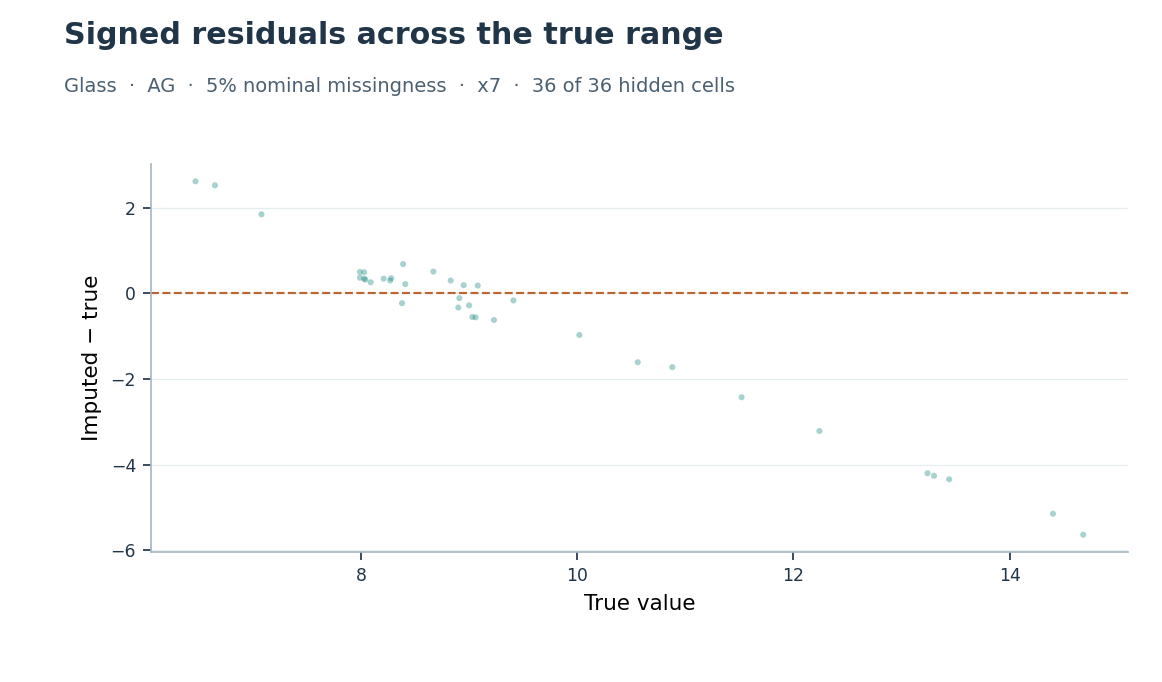 Signed residuals across the true range
Glass · AG · 5% nominal missingness · x7 · 36 of 36 hidden cells
Imputed − true
2
0
−2
−4
−6
8
10
12
14
True value